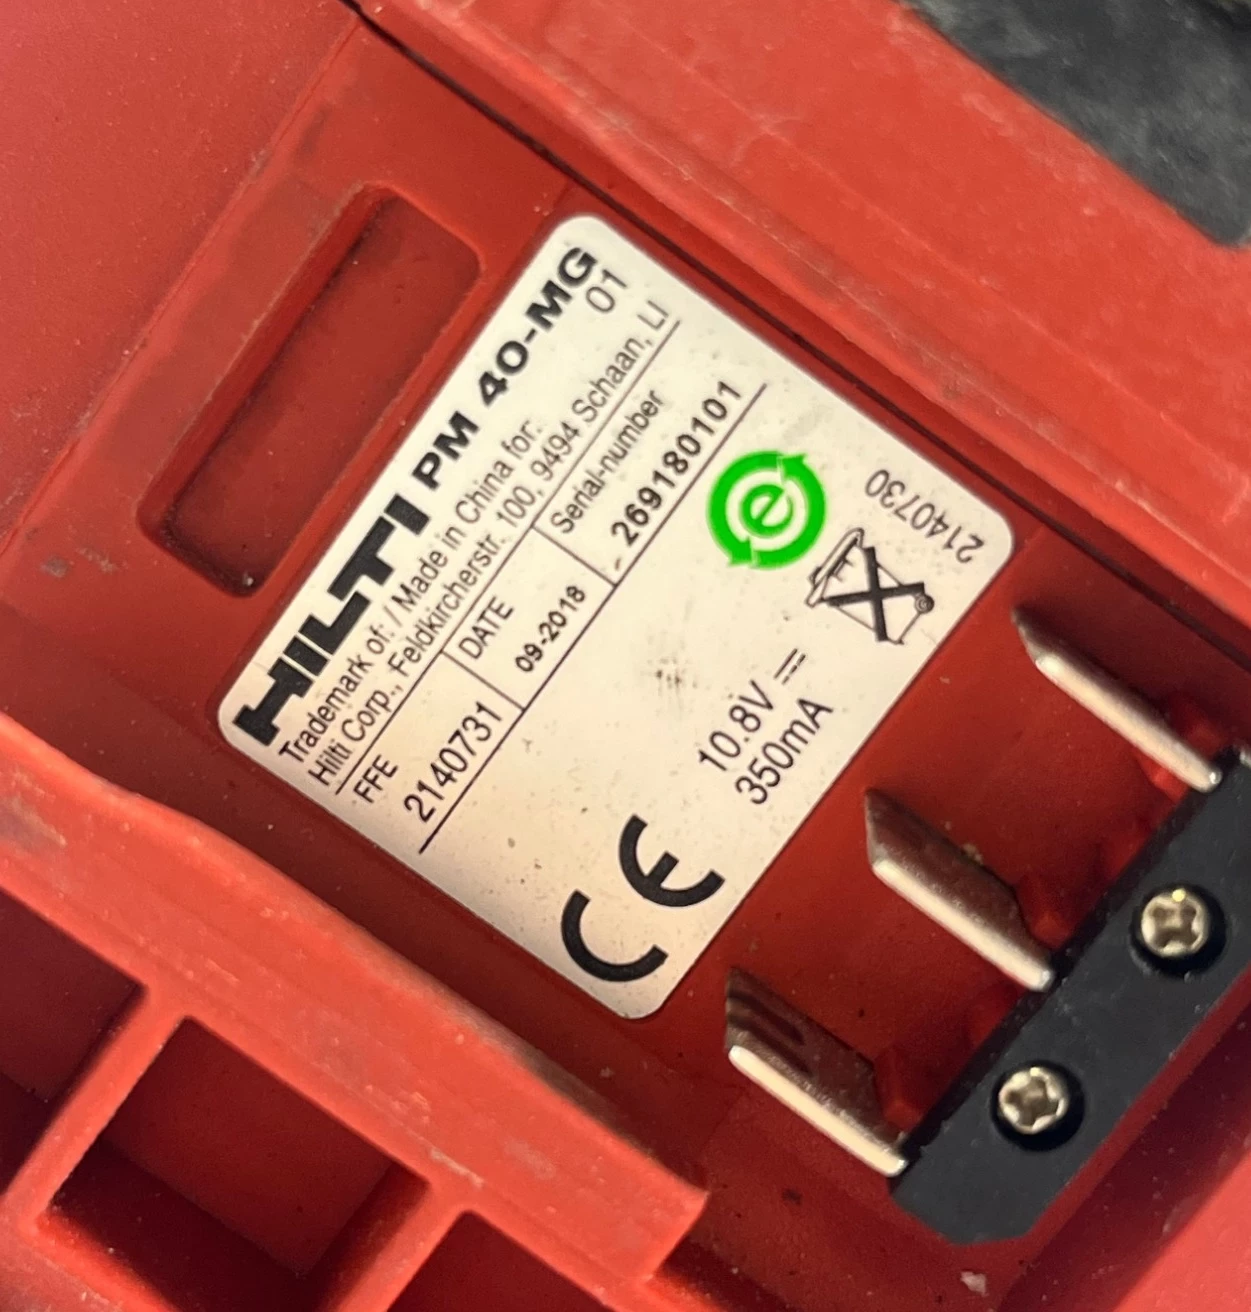 HILTI PM 40-MG
01
Trademark of: / Made in China for:
Hilti Corp., Feldkircherstr. 100, 9494 Schaan, LI
FFE DATE Serial-number
2140731 09-2018 269180101
e
2140730
10.8V
350mA
CE